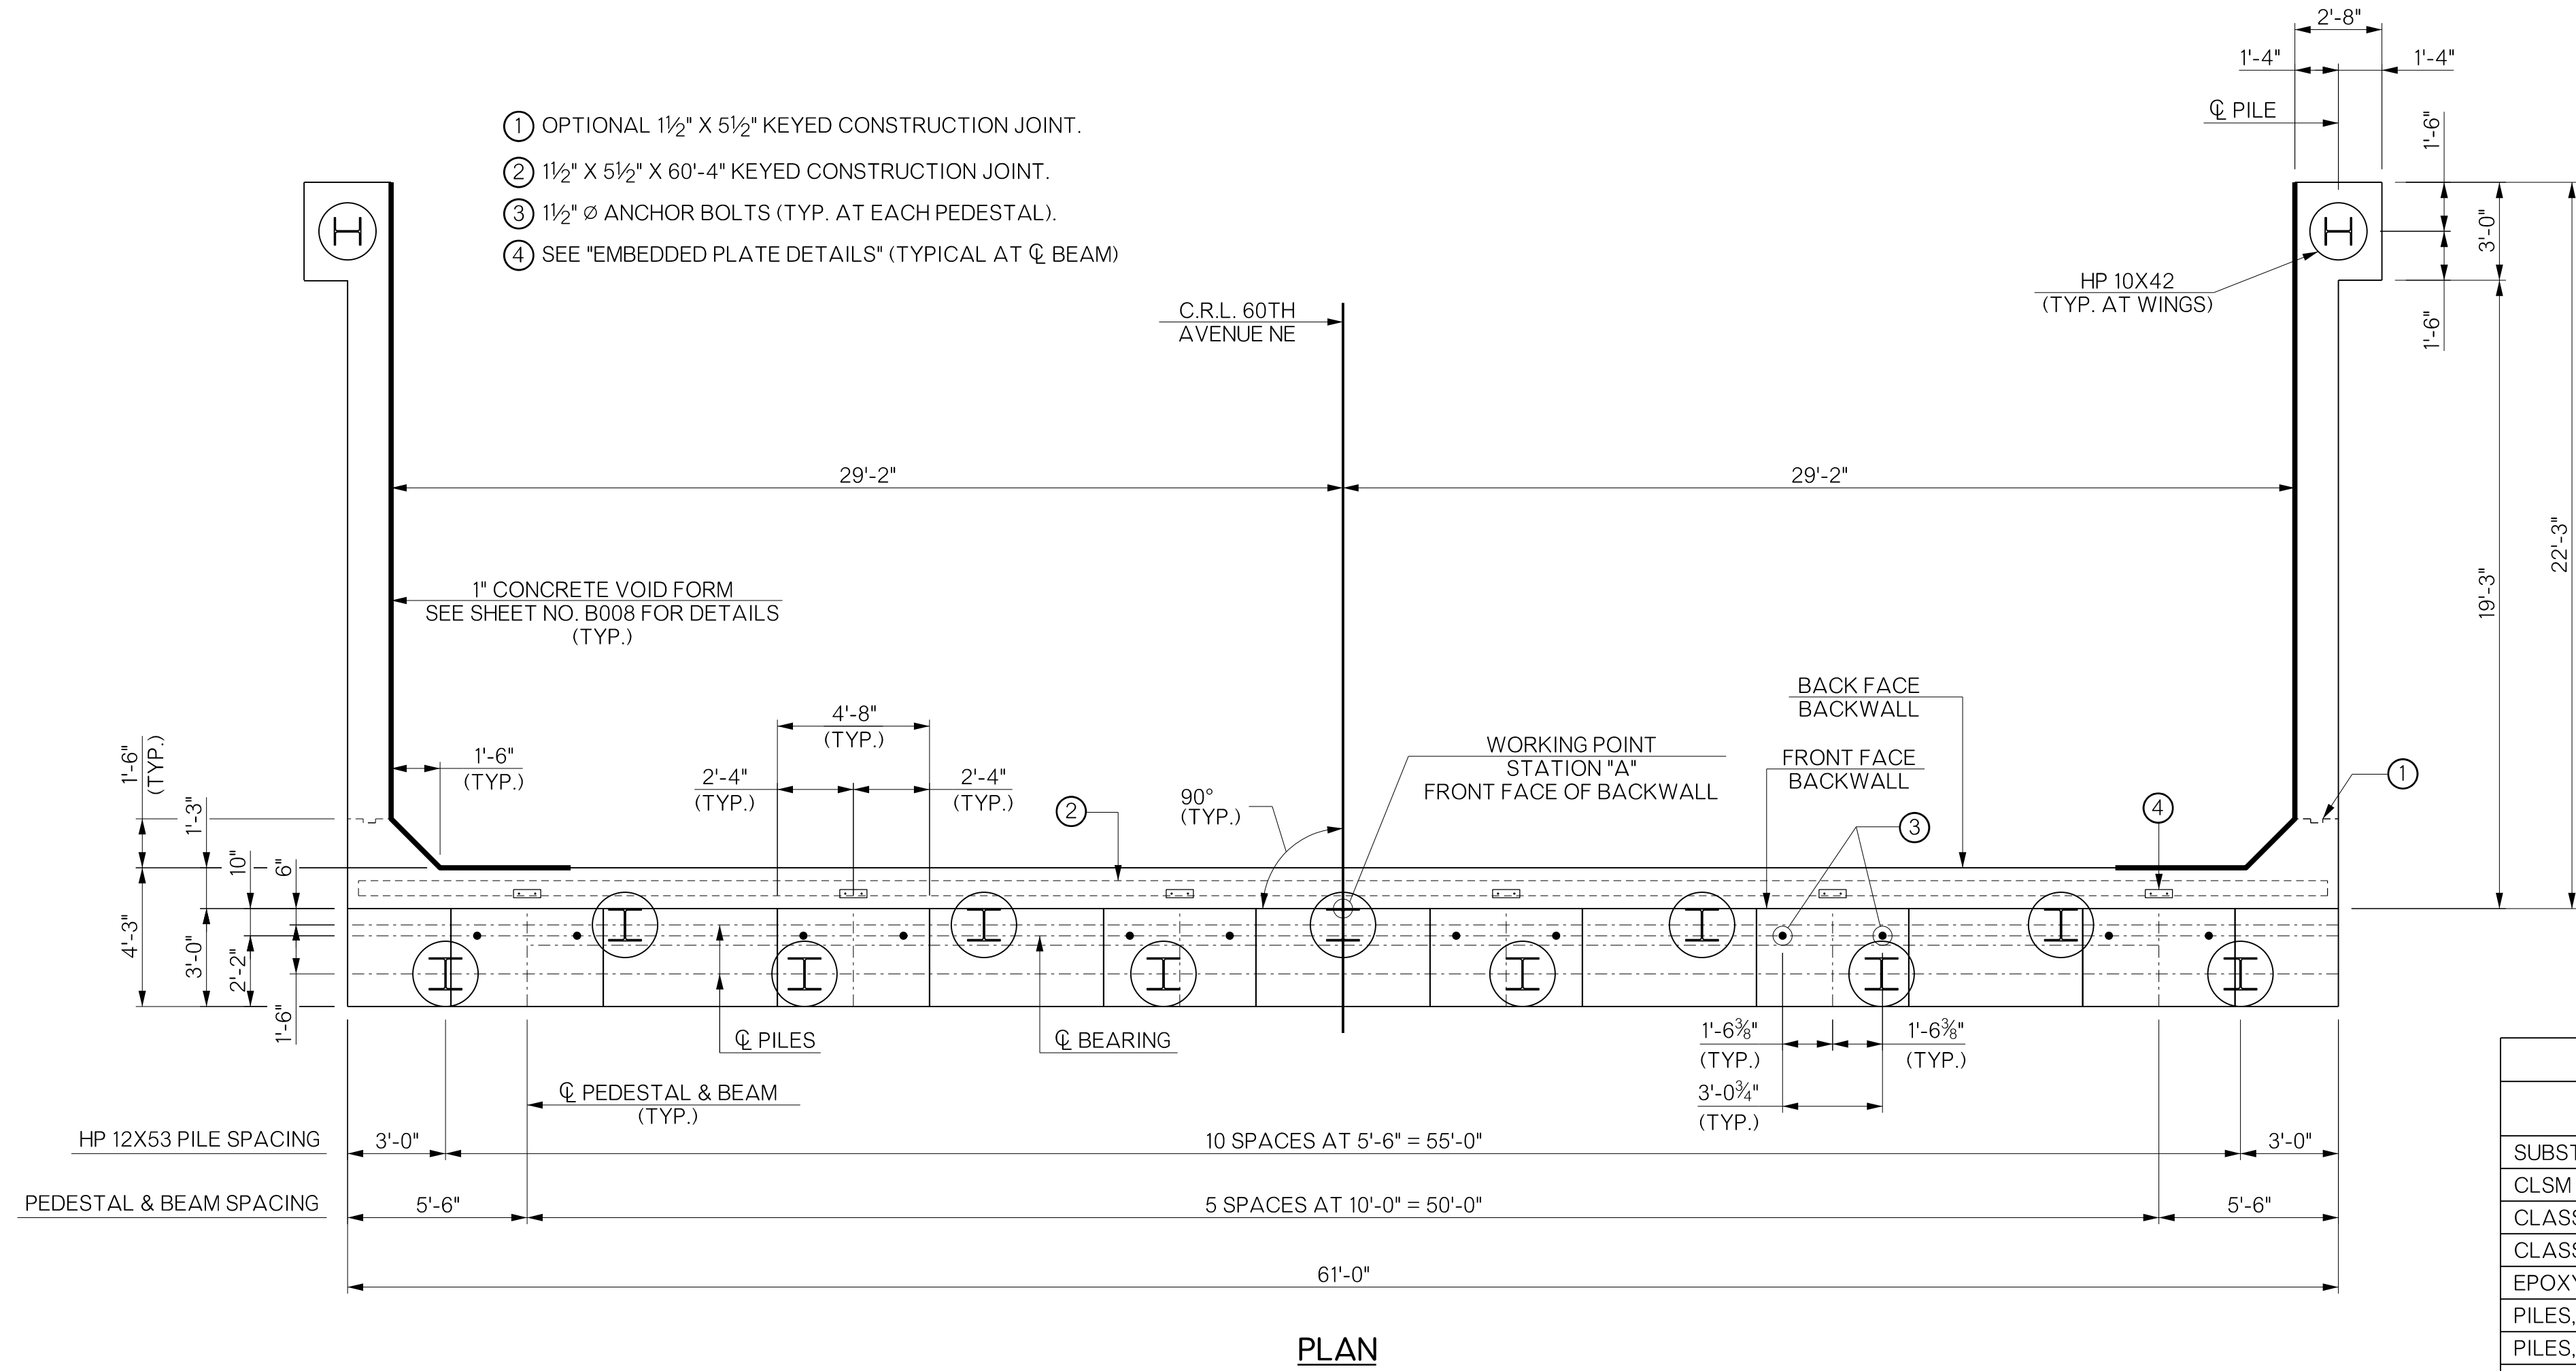 2'-8"
1'-4"
1'-4"
℄ PILE
1'-6"
① OPTIONAL 1½" X 5½" KEYED CONSTRUCTION JOINT.
② 1½" X 5½" X 60'-4" KEYED CONSTRUCTION JOINT.
③ 1½" Ø ANCHOR BOLTS (TYP. AT EACH PEDESTAL).
④ SEE "EMBEDDED PLATE DETAILS" (TYPICAL AT ℄ BEAM)
3'-0"
HP 10X42
(TYP. AT WINGS)
1'-6"
C.R.L. 60TH
AVENUE NE
29'-2"
29'-2"
22'-3"
19'-3"
1" CONCRETE VOID FORM
SEE SHEET NO. B008 FOR DETAILS
(TYP.)
BACK FACE
BACKWALL
4'-8"
(TYP.)
1'-6"
(TYP.)
1'-6"
(TYP.)
2'-4"
(TYP.)
2'-4"
(TYP.)
WORKING POINT
STATION "A"
FRONT FACE OF BACKWALL
FRONT FACE
BACKWALL
①
②
90°
(TYP.)
④
③
1'-3"
10"
6"
4'-3"
3'-0"
2'-2"
1'-6"
℄ PILES
℄ BEARING
1'-6⅜"
(TYP.)
1'-6⅜"
(TYP.)
℄ PEDESTAL & BEAM
(TYP.)
3'-0¾"
(TYP.)
HP 12X53 PILE SPACING
3'-0"
10 SPACES AT 5'-6" = 55'-0"
3'-0"
PEDESTAL & BEAM SPACING
5'-6"
5 SPACES AT 10'-0" = 50'-0"
5'-6"
61'-0"
PLAN
SUBST
CLSM
CLASS
CLASS
EPOXY
PILES,
PILES,